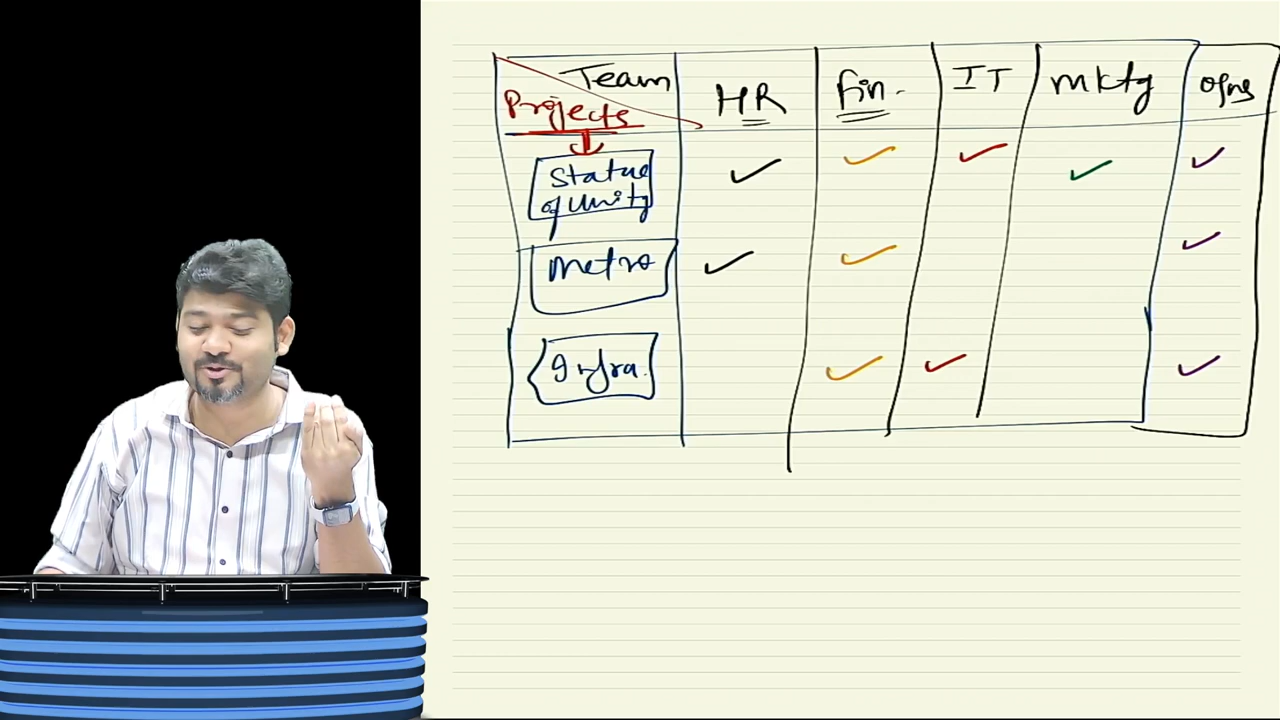 Team
Projects
HR
Fin.
IT
Mktg
Opns
Statue
of Unity
Metro
Infra.